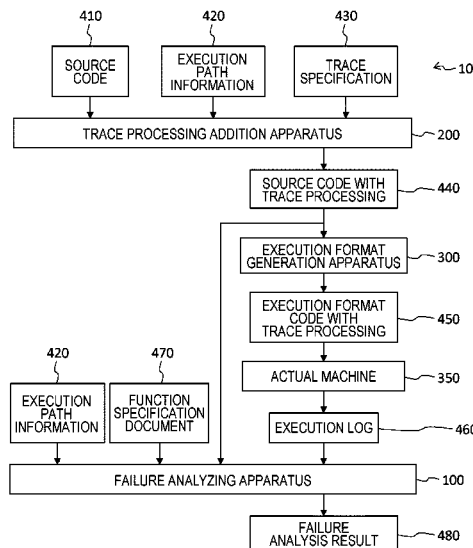 410
420
430
10
SOURCE
CODE
EXECUTION
PATH
INFORMATION
TRACE
SPECIFICATION
TRACE PROCESSING ADDITION APPARATUS
200
SOURCE CODE WITH
TRACE PROCESSING
440
EXECUTION FORMAT
GENERATION APPARATUS
300
EXECUTION FORMAT
CODE WITH
TRACE PROCESSING
450
420
470
ACTUAL MACHINE
350
EXECUTION
PATH
INFORMATION
FUNCTION
SPECIFICATION
DOCUMENT
EXECUTION LOG
460
FAILURE ANALYZING APPARATUS
100
FAILURE
ANALYSIS RESULT
480